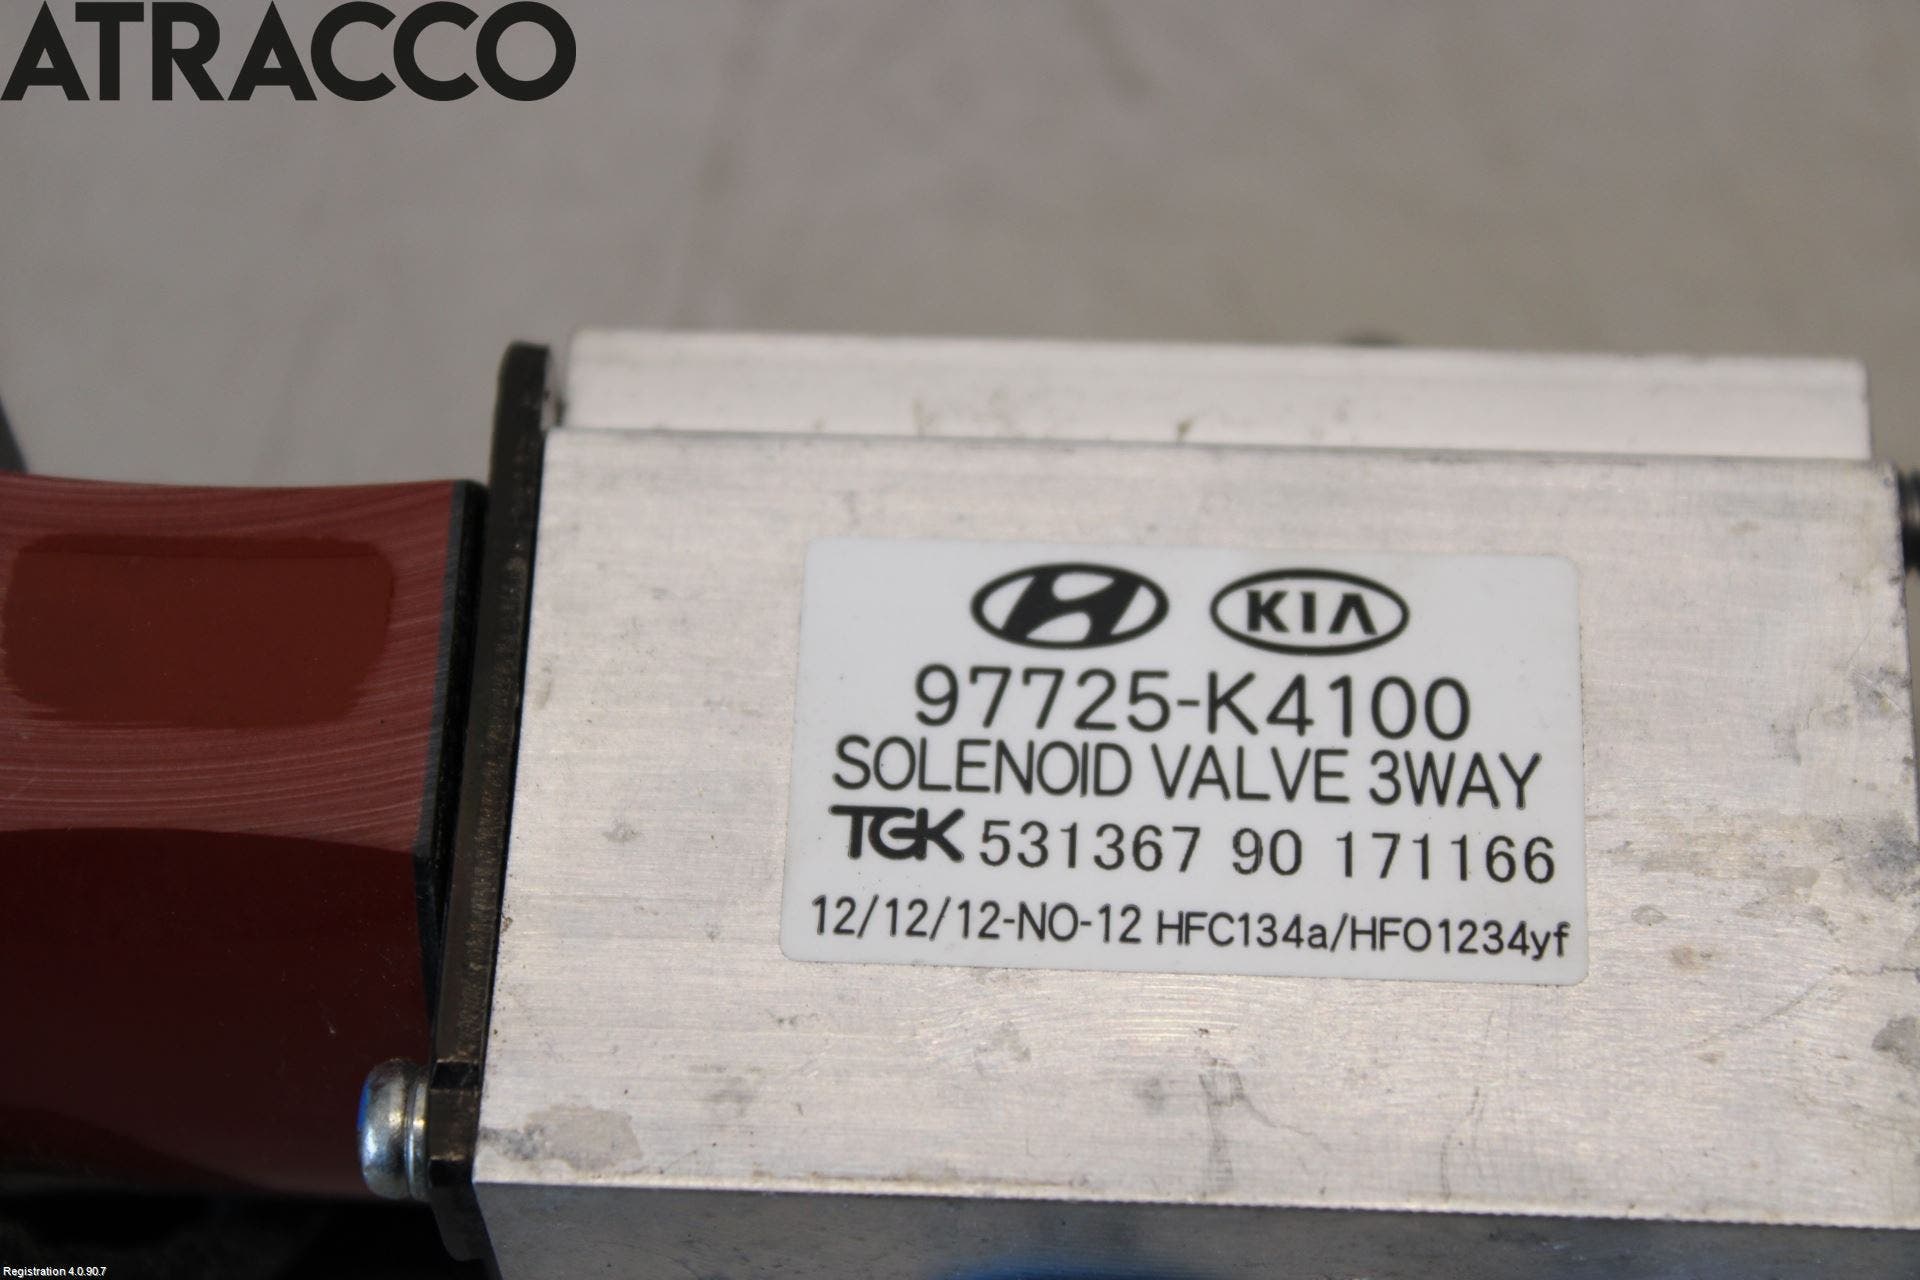 ATRACCO
KIA
97725-K4100
SOLENOID VALVE 3WAY
TGK 531367 90 171166
12/12/12-NO-12 HFC134a/HFO1234yf
Registration 4.0.90.7